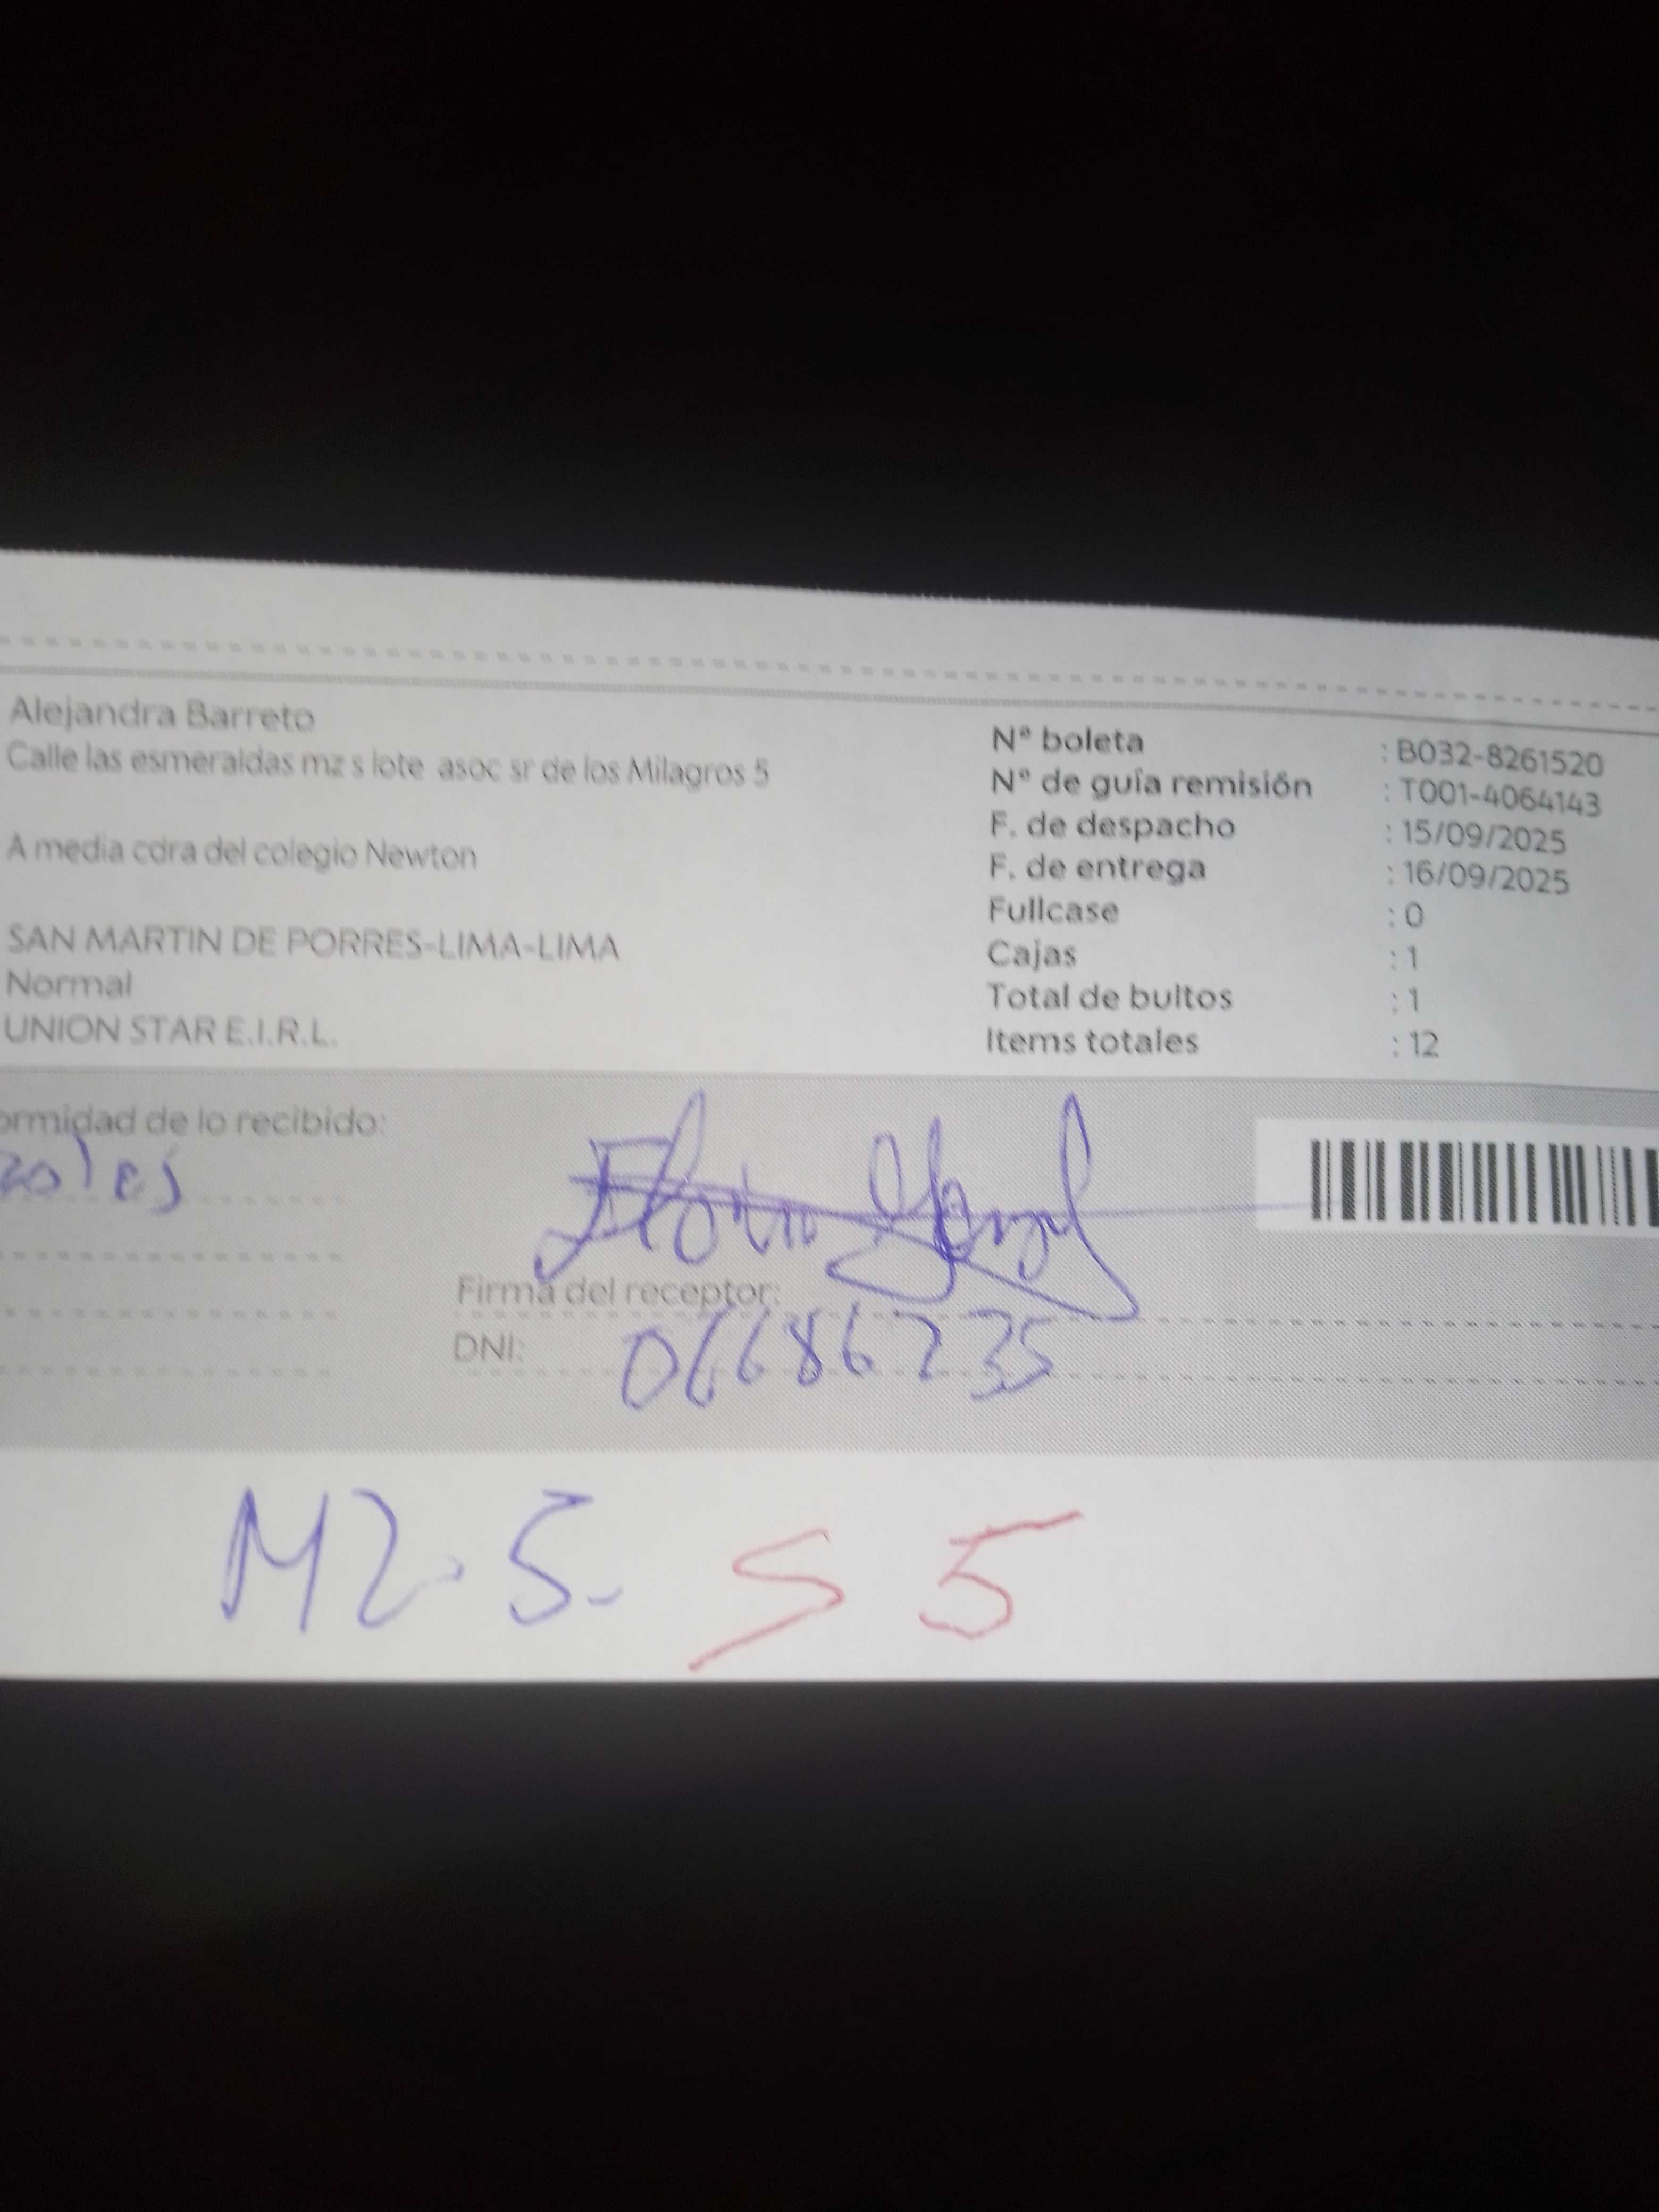 Alejandra Barreto
Calle las esmeraldas mz s lote asoc sr de los Milagros 5
A media cdra del colegio Newton
SAN MARTIN DE PORRES-LIMA-LIMA
Normal
UNION STAR E.I.R.L.
Nº boleta : B032-8261520
Nº de guía remisión : T001-4064143
F. de despacho : 15/09/2025
F. de entrega : 16/09/2025
Fullcase : 0
Cajas : 1
Total de bultos : 1
Items totales : 12
ormidad de lo recibido:
zoles
Firma del receptor:
DNI: 06686235
MZ. S. S 5